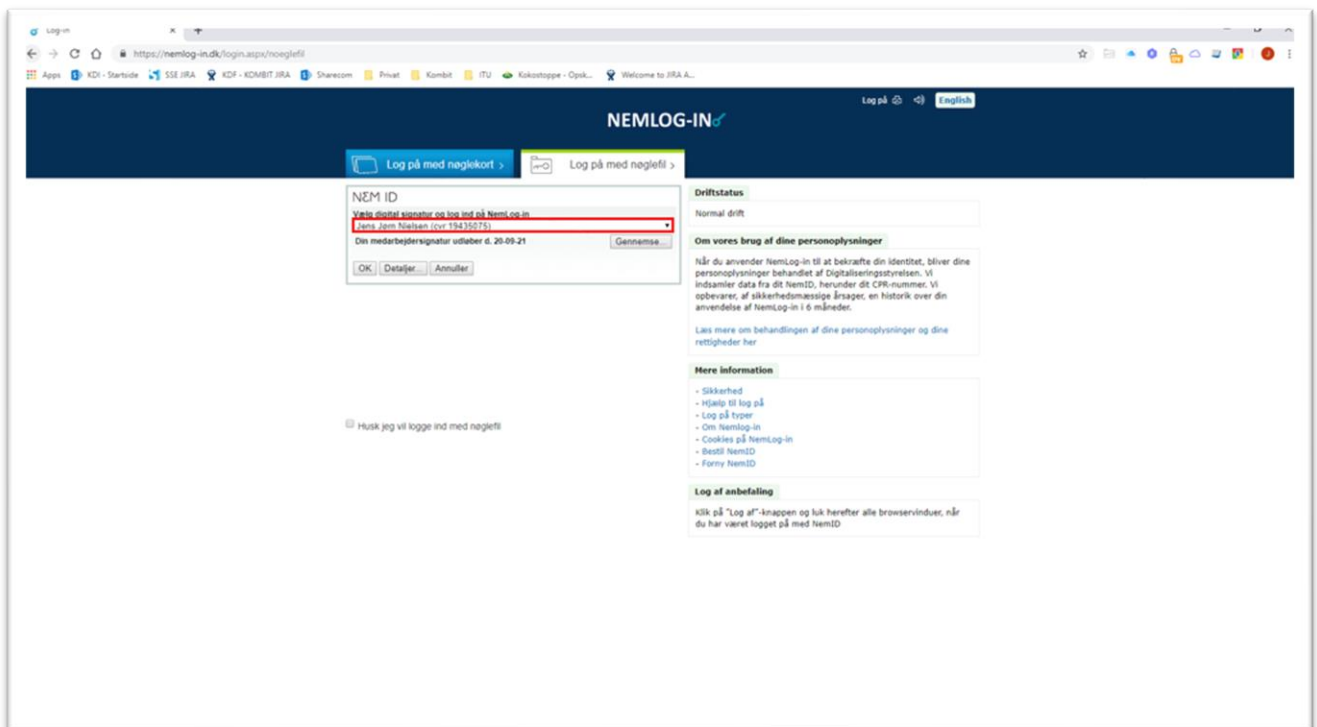 Log-in
https://nemlog-in.dk/login.aspx/noeglefil
Apps KDI - Startside SSE JIRA KDF - KOMBIT JIRA Sharecom Privat Kombit ITU Kokostoppe - Opsk... Welcome to JIRA A...
Log på English
NEMLOG-IN
Log på med nøglekort >
Log på med nøglefil >
NEM ID
Vælg digital signatur og log ind på NemLog-in
Jens Jørn Nielsen (cvr:19435075)
Din medarbejdersignatur udløber d. 20-09-21
Gennemse...
OK Detaljer... Annuller
Husk jeg vil logge ind med nøglefil
Driftstatus
Normal drift
Om vores brug af dine personoplysninger
Når du anvender NemLog-in til at bekræfte din identitet, bliver dine
personoplysninger behandlet af Digitaliseringsstyrelsen. Vi
indsamler data fra dit NemID, herunder dit CPR-nummer. Vi
opbevarer, af sikkerhedsmæssige årsager, en historik over din
anvendelse af NemLog-in i 6 måneder.
Læs mere om behandlingen af dine personoplysninger og dine
rettigheder her
Mere information
- Sikkerhed
- Hjælp til log på
- Log på typer
- Om Nemlog-in
- Cookies på NemLog-in
- Bestil NemID
- Forny NemID
Log af anbefaling
Klik på "Log af"-knappen og luk herefter alle browservinduer, når
du har været logget på med NemID